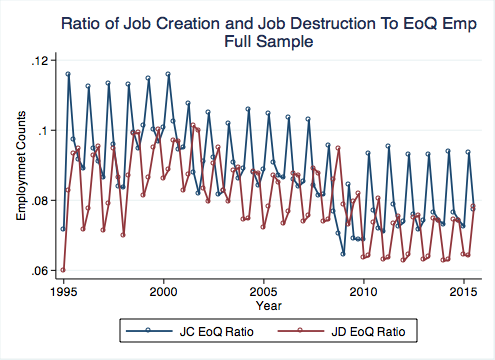 Ratio of Job Creation and Job Destruction To EoQ Emp
Full Sample
Employmnet Counts
.12
.1
.08
.06
1995
2000
2005
2010
2015
Year
JC EoQ Ratio
JD EoQ Ratio